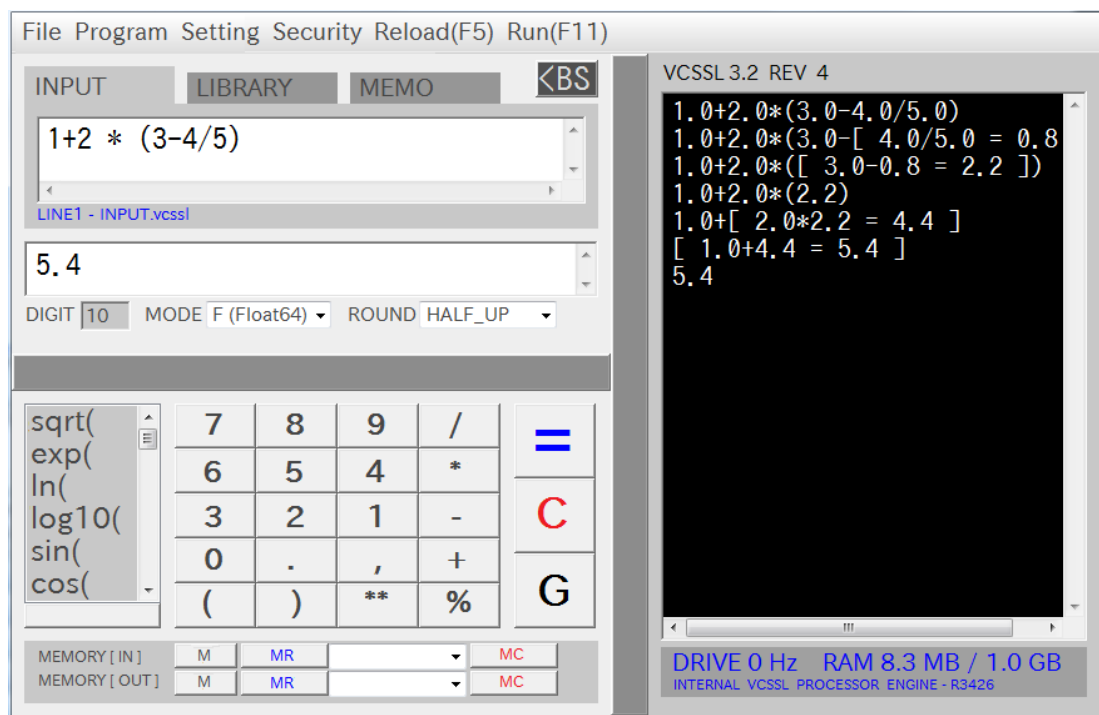 File Program Setting Security Reload(F5) Run(F11)
INPUT LIBRARY MEMO <BS
1+2 * (3-4/5)
LINE1 - INPUT.vcssl
5.4
DIGIT 10 MODE F (Float64) ROUND HALF_UP
sqrt(
exp(
ln(
log10(
sin(
cos(
7 8 9 /
6 5 4 *
3 2 1 -
0 . , +
( ) ** %
=
C
G
MEMORY [ IN ] M MR MC
MEMORY [ OUT ] M MR MC
VCSSL 3.2 REV 4
1.0+2.0*(3.0-4.0/5.0)
1.0+2.0*(3.0-[ 4.0/5.0 = 0.8
1.0+2.0*([ 3.0-0.8 = 2.2 ])
1.0+2.0*(2.2)
1.0+[ 2.0*2.2 = 4.4 ]
[ 1.0+4.4 = 5.4 ]
5.4
DRIVE 0 Hz RAM 8.3 MB / 1.0 GB
INTERNAL VCSSL PROCESSOR ENGINE - R3426